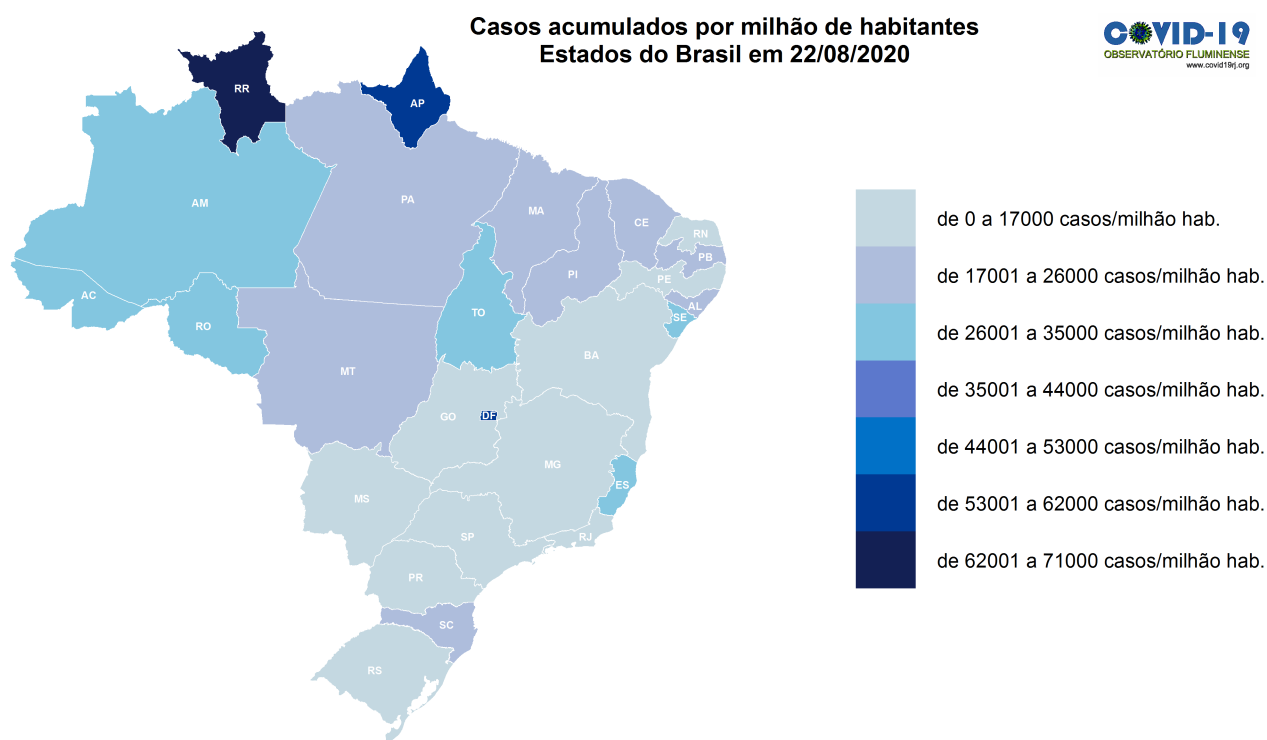 Casos acumulados por milhão de habitantes
Estados do Brasil em 22/08/2020
COVID-19
OBSERVATÓRIO FLUMINENSE
www.covid19rj.org
RR
AP
AM
PA
MA
CE
RN
PB
PI
PE
AL
SE
AC
RO
TO
BA
MT
GO
DF
MG
ES
MS
SP
RJ
PR
SC
RS
de 0 a 17000 casos/milhão hab.
de 17001 a 26000 casos/milhão hab.
de 26001 a 35000 casos/milhão hab.
de 35001 a 44000 casos/milhão hab.
de 44001 a 53000 casos/milhão hab.
de 53001 a 62000 casos/milhão hab.
de 62001 a 71000 casos/milhão hab.